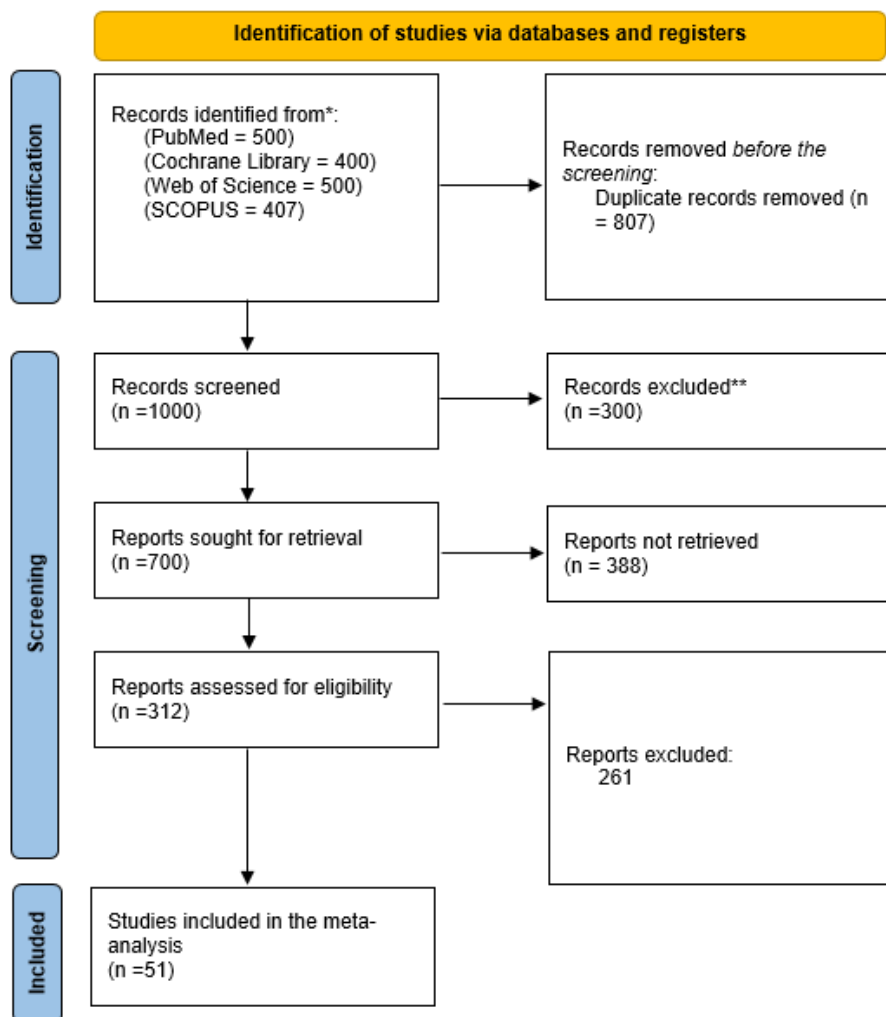 Identification of studies via databases and registers
Identification
Records identified from*:
(PubMed = 500)
(Cochrane Library = 400)
(Web of Science = 500)
(SCOPUS = 407)
Records removed before the
screening:
Duplicate records removed (n
= 807)
Screening
Records screened
(n =1000)
Records excluded**
(n =300)
Reports sought for retrieval
(n =700)
Reports not retrieved
(n = 388)
Reports assessed for eligibility
(n =312)
Reports excluded:
261
Included
Studies included in the meta-
analysis
(n =51)